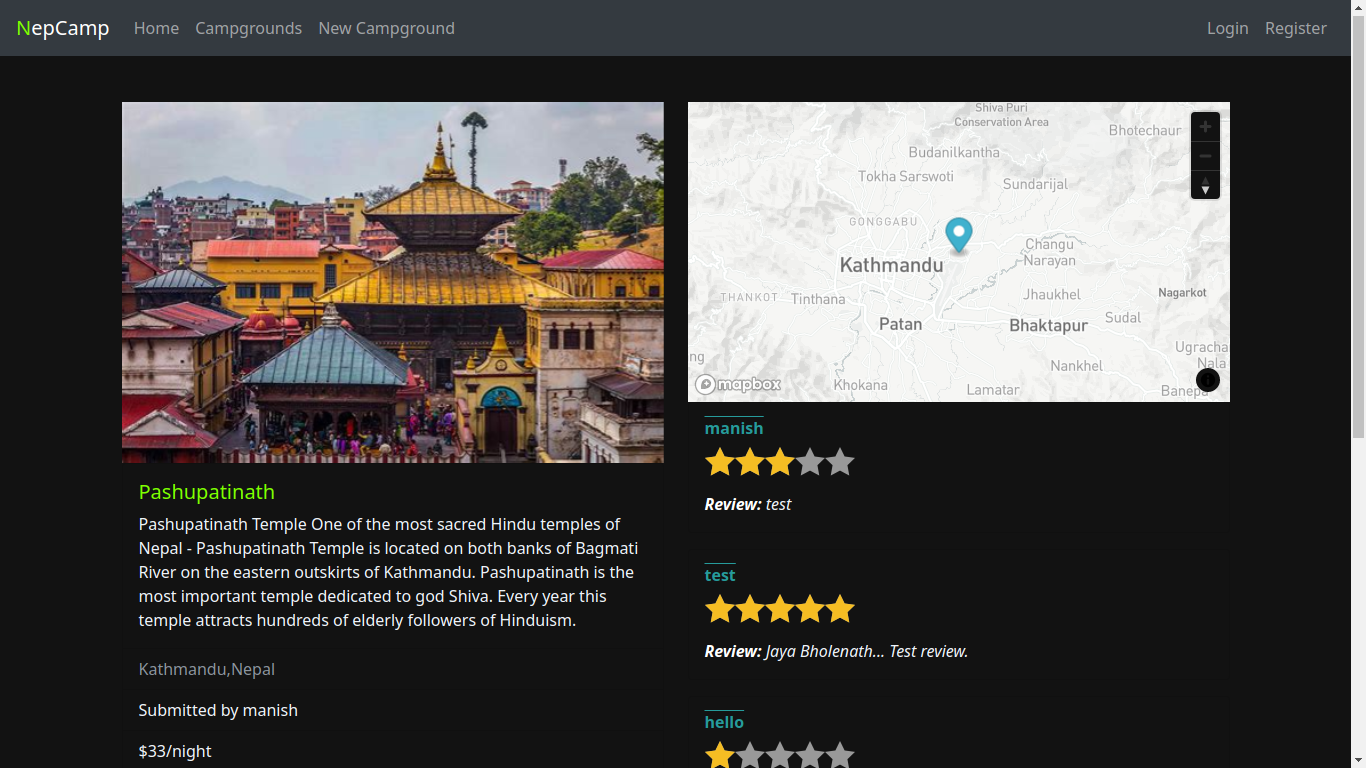 NepCamp Home Campgrounds New Campground Login Register
Pashupatinath
Pashupatinath Temple One of the most sacred Hindu temples of
Nepal - Pashupatinath Temple is located on both banks of Bagmati
River on the eastern outskirts of Kathmandu. Pashupatinath is the
most important temple dedicated to god Shiva. Every year this
temple attracts hundreds of elderly followers of Hinduism.
Kathmandu,Nepal
Submitted by manish
$33/night
Shiva Puri
Conservation Area
Bhotechaur
Budanilkantha
Tokha Sarswoti
Sundarijal
GONGGABU
Changu
Narayan
Kathmandu
THANKOT
Tinthana
Jhaukhel
Nagarkot
Patan
Bhaktapur
Sudal
Ugracha
Nala
ng
Nankhel
mapbox
Khokana
Lamatar
Banepa
manish
Review: test
test
Review: Jaya Bholenath... Test review.
hello